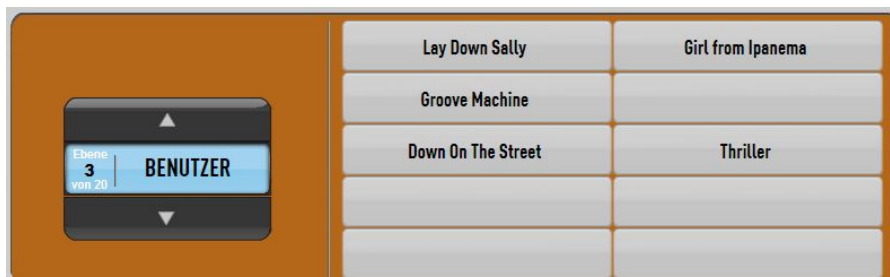 Lay Down Sally
Girl from Ipanema
Groove Machine
Down On The Street
Thriller
Ebene
3
von 20
BENUTZER